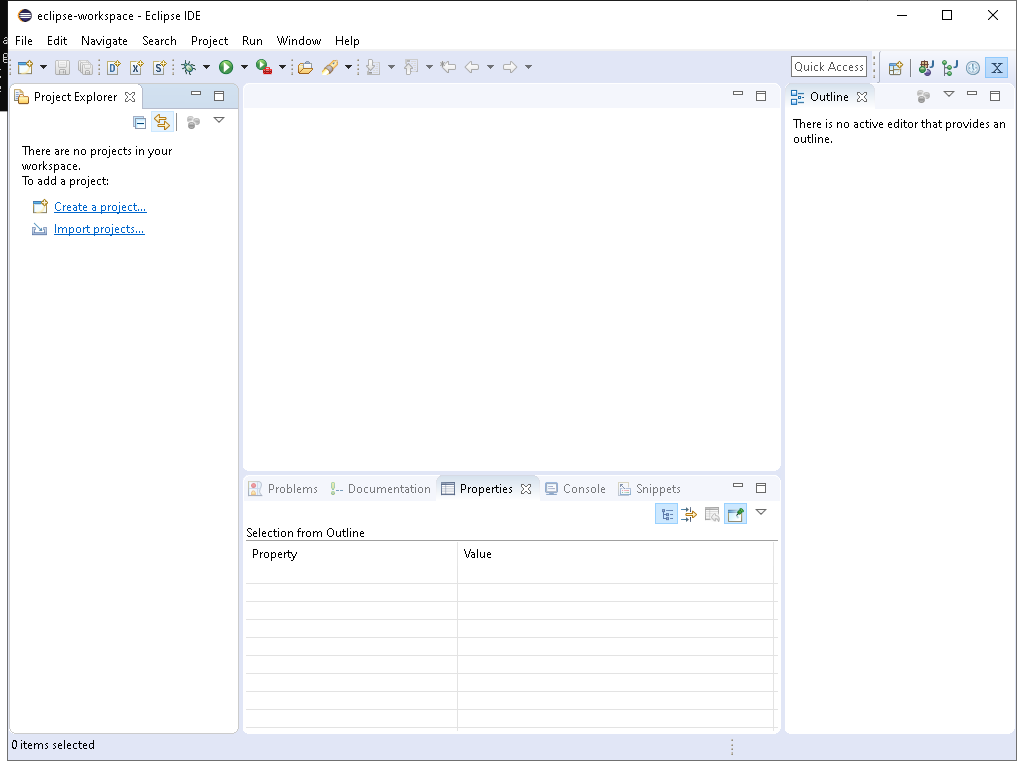 eclipse-workspace - Eclipse IDE
File Edit Navigate Search Project Run Window Help
Quick Access
Project Explorer
There are no projects in your
workspace.
To add a project:
Create a project...
Import projects...
Outline
There is no active editor that provides an
outline.
Problems Documentation Properties Console Snippets
Selection from Outline
Property Value
0 items selected